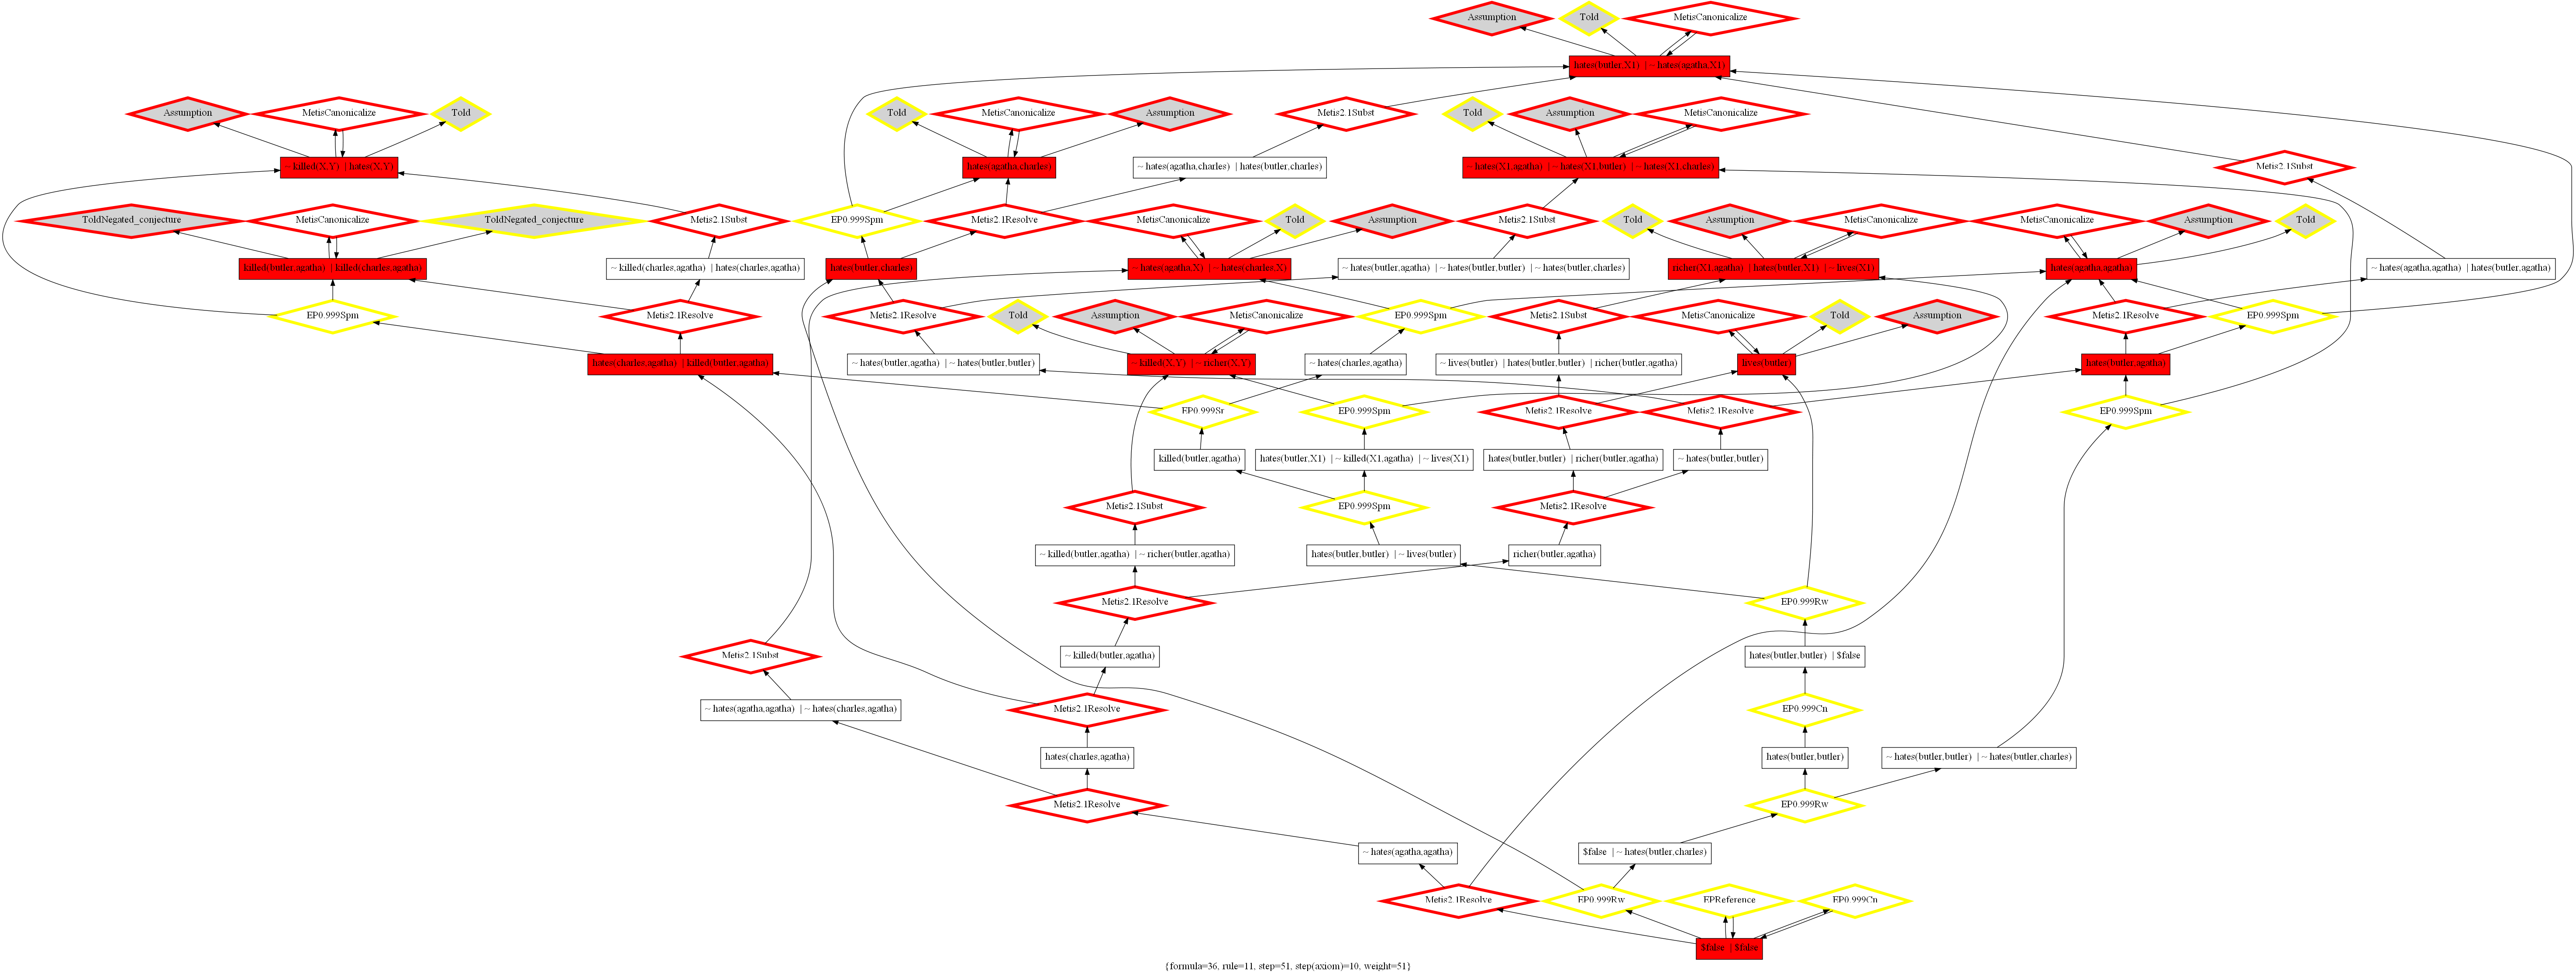 Assumption
Told
MetisCanonicalize
hates(butler,X1) | ~ hates(agatha,X1)
Assumption
MetisCanonicalize
Told
Told
MetisCanonicalize
Assumption
Metis2.1Subst
Told
Assumption
MetisCanonicalize
~ killed(X,Y) | hates(X,Y)
hates(agatha,charles)
~ hates(agatha,charles) | hates(butler,charles)
~ hates(X1,agatha) | ~ hates(X1,butler) | ~ hates(X1,charles)
Metis2.1Subst
ToldNegated_conjecture
MetisCanonicalize
ToldNegated_conjecture
Metis2.1Subst
EP0.999Spm
Metis2.1Resolve
MetisCanonicalize
Told
Assumption
Metis2.1Subst
Told
Assumption
MetisCanonicalize
MetisCanonicalize
Assumption
Told
killed(butler,agatha) | killed(charles,agatha)
~ killed(charles,agatha) | hates(charles,agatha)
hates(butler,charles)
~ hates(agatha,X) | ~ hates(charles,X)
~ hates(butler,agatha) | ~ hates(butler,butler) | ~ hates(butler,charles)
richer(X1,agatha) | hates(butler,X1) | ~ lives(X1)
hates(agatha,agatha)
~ hates(agatha,agatha) | hates(butler,agatha)
EP0.999Spm
Metis2.1Resolve
Metis2.1Resolve
Told
Assumption
MetisCanonicalize
EP0.999Spm
Metis2.1Subst
MetisCanonicalize
Told
Assumption
Metis2.1Resolve
EP0.999Spm
hates(charles,agatha) | killed(butler,agatha)
~ hates(butler,agatha) | ~ hates(butler,butler)
~ killed(X,Y) | ~ richer(X,Y)
~ hates(charles,agatha)
~ lives(butler) | hates(butler,butler) | richer(butler,agatha)
lives(butler)
hates(butler,agatha)
EP0.999Sr
EP0.999Spm
Metis2.1Resolve
Metis2.1Resolve
EP0.999Spm
killed(butler,agatha)
hates(butler,X1) | ~ killed(X1,agatha) | ~ lives(X1)
hates(butler,butler) | richer(butler,agatha)
~ hates(butler,butler)
Metis2.1Subst
EP0.999Spm
Metis2.1Resolve
~ killed(butler,agatha) | ~ richer(butler,agatha)
hates(butler,butler) | ~ lives(butler)
richer(butler,agatha)
Metis2.1Resolve
EP0.999Rw
Metis2.1Subst
~ killed(butler,agatha)
hates(butler,butler) | $false
~ hates(agatha,agatha) | ~ hates(charles,agatha)
Metis2.1Resolve
EP0.999Cn
hates(charles,agatha)
hates(butler,butler)
~ hates(butler,butler) | ~ hates(butler,charles)
Metis2.1Resolve
EP0.999Rw
~ hates(agatha,agatha)
$false | ~ hates(butler,charles)
Metis2.1Resolve
EP0.999Rw
EPReference
EP0.999Cn
$false | $false
{formula=36, rule=11, step=51, step(axiom)=10, weight=51}